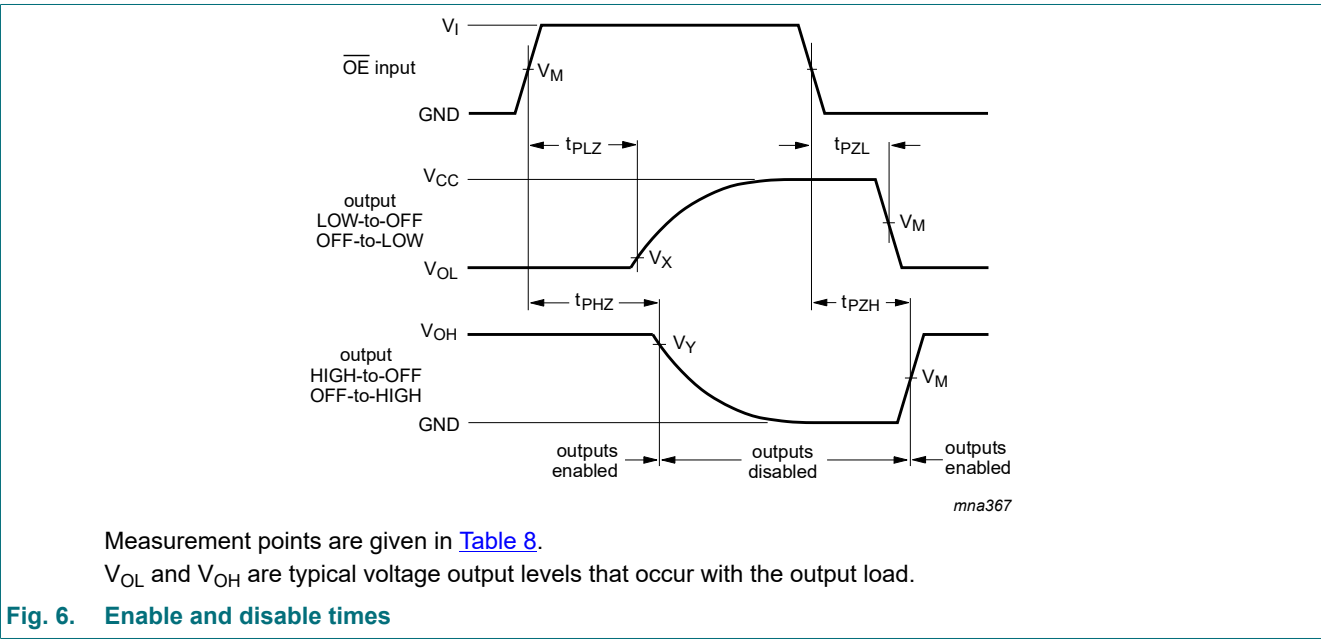 V_I
OE input
V_M
GND
t_PLZ
t_PZL
V_CC
output
LOW-to-OFF
OFF-to-LOW
V_M
V_X
V_OL
t_PHZ
t_PZH
V_OH
output
HIGH-to-OFF
OFF-to-HIGH
V_Y
V_M
GND
outputs
enabled
outputs
disabled
outputs
enabled
mna367
Measurement points are given in Table 8.
V_OL and V_OH are typical voltage output levels that occur with the output load.
Fig. 6. Enable and disable times